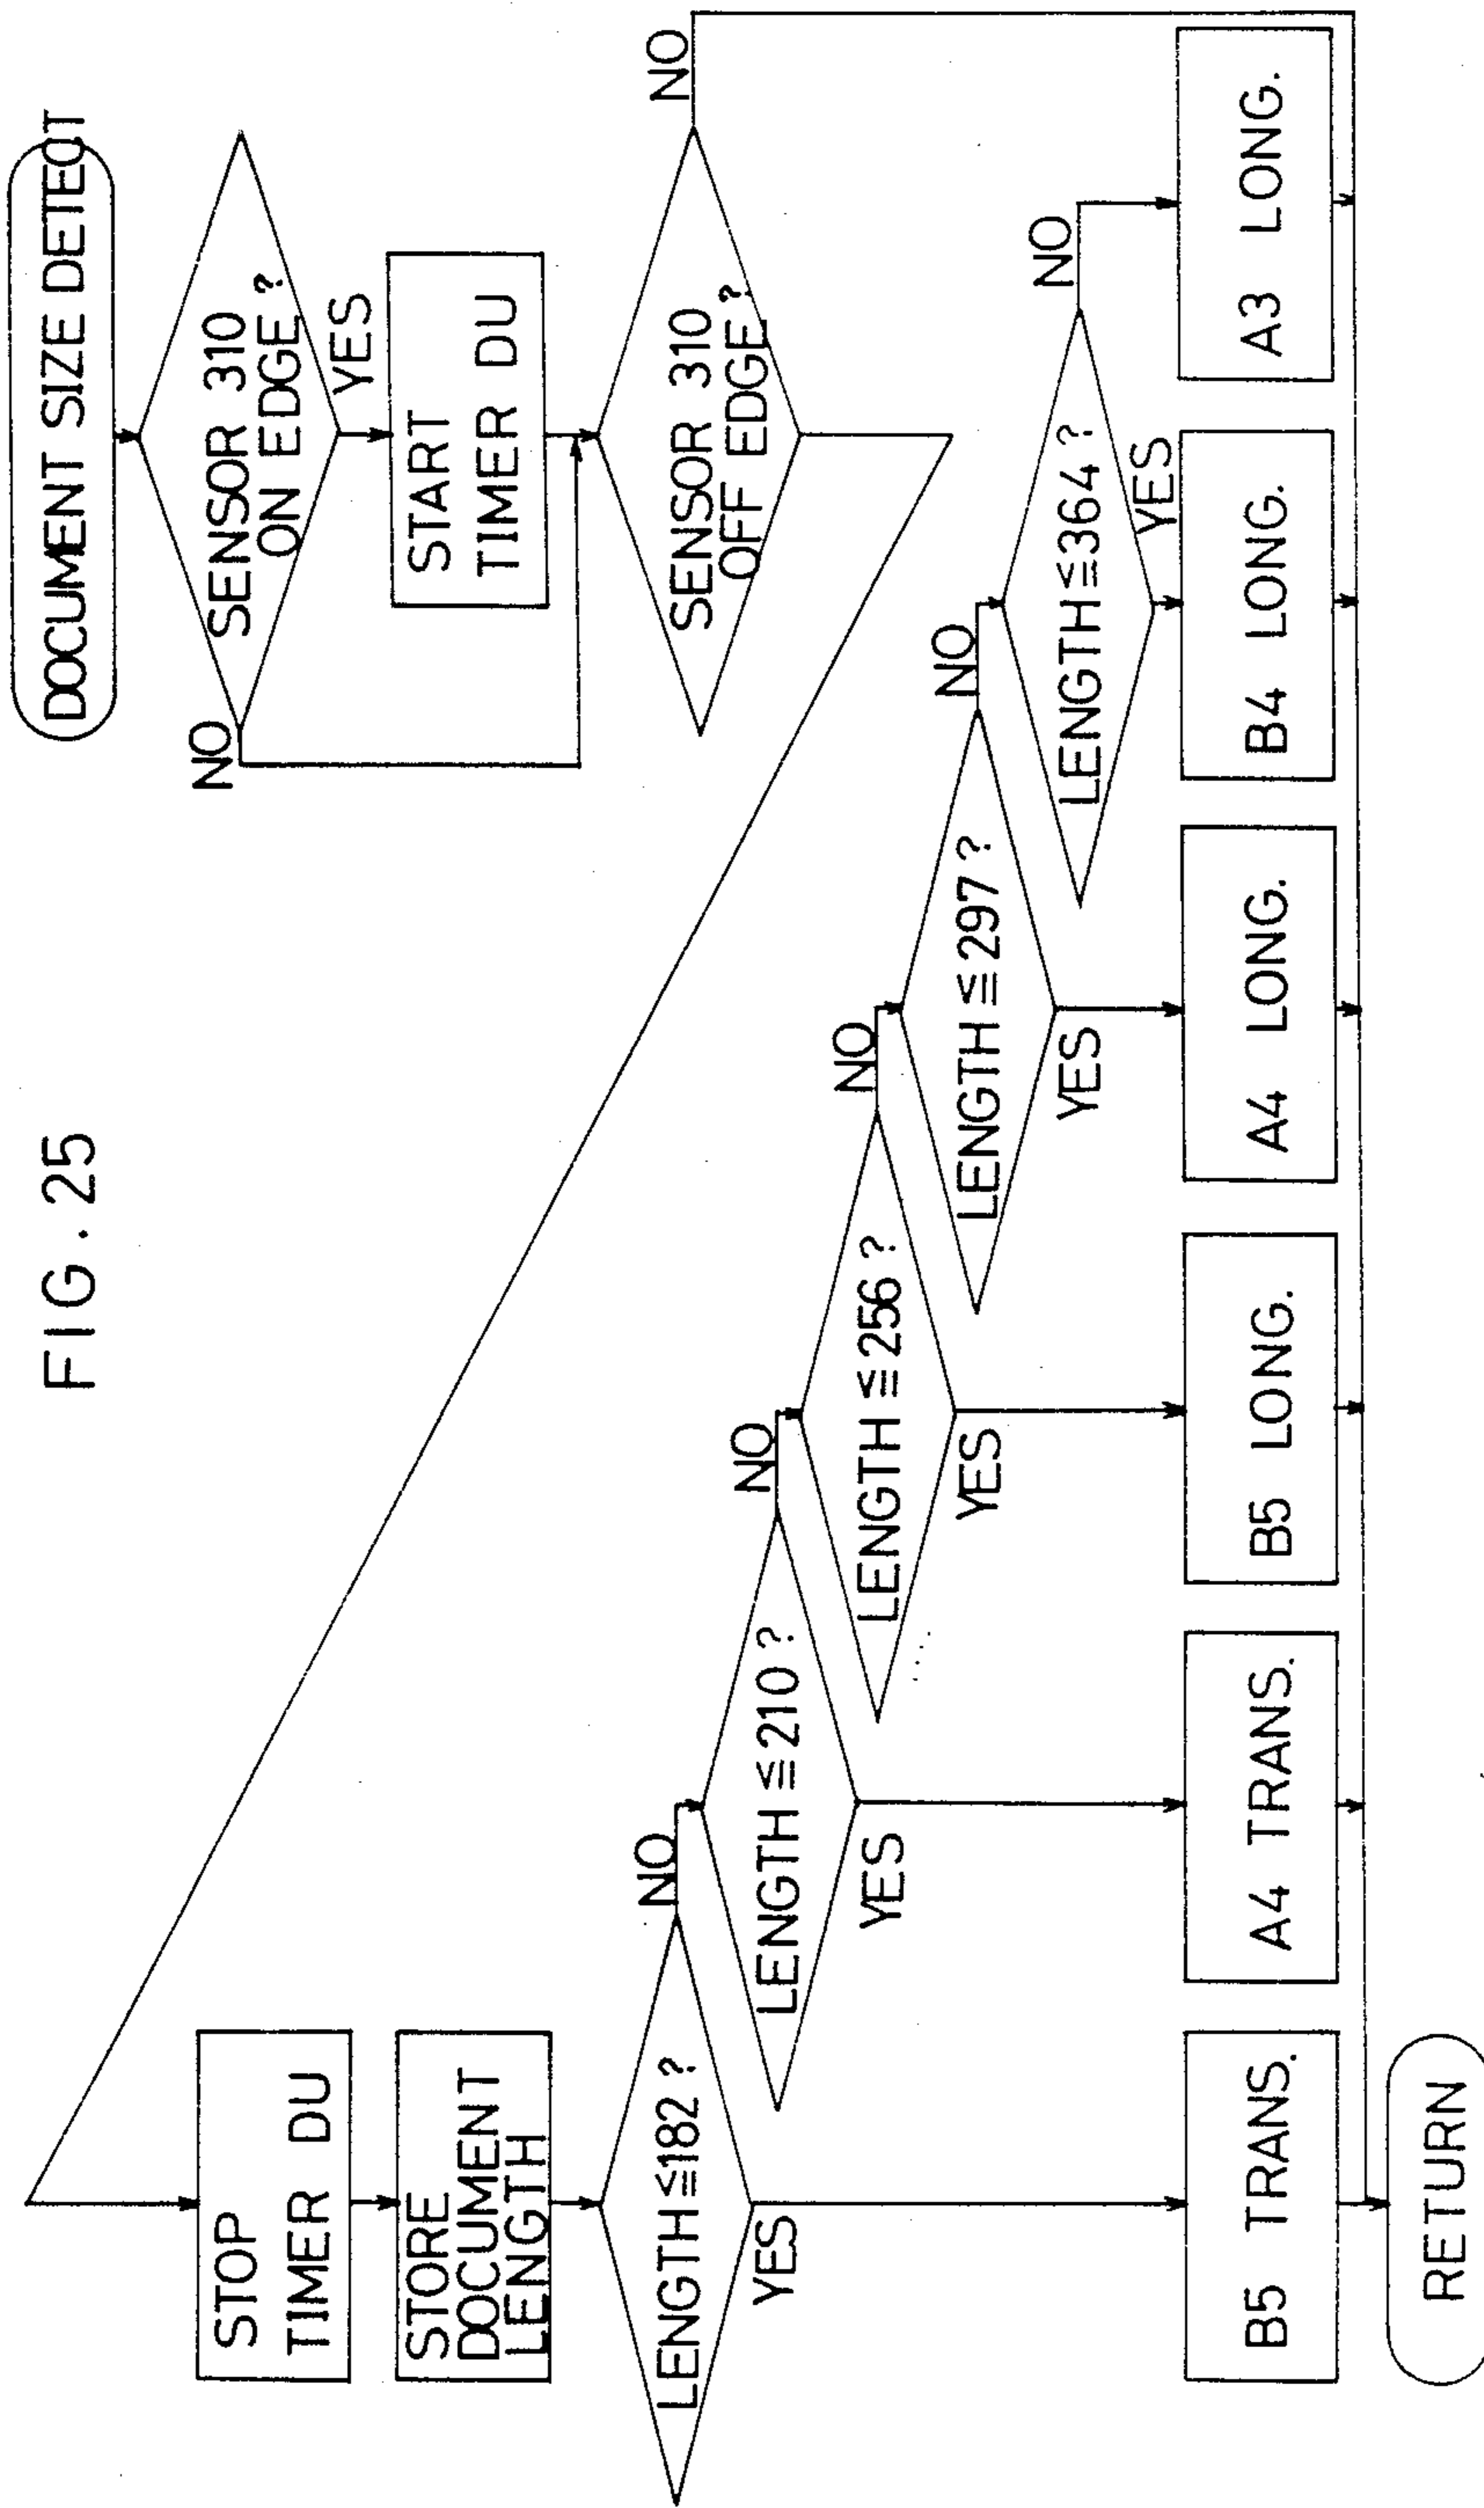 FIG. 25
DOCUMENT SIZE DETECT
SENSOR 310
ON EDGE ?
NO
YES
START
TIMER DU
SENSOR 310
OFF EDGE ?
NO
STOP
TIMER DU
STORE
DOCUMENT
LENGTH
LENGTH ≦182 ?
NO
YES
LENGTH ≦ 210 ?
NO
YES
LENGTH ≦ 256 ?
NO
YES
LENGTH ≦ 297 ?
NO
YES
LENGTH ≦364 ?
NO
YES
B5 TRANS.
A4 TRANS.
B5 LONG.
A4 LONG.
B4 LONG.
A3 LONG.
RETURN